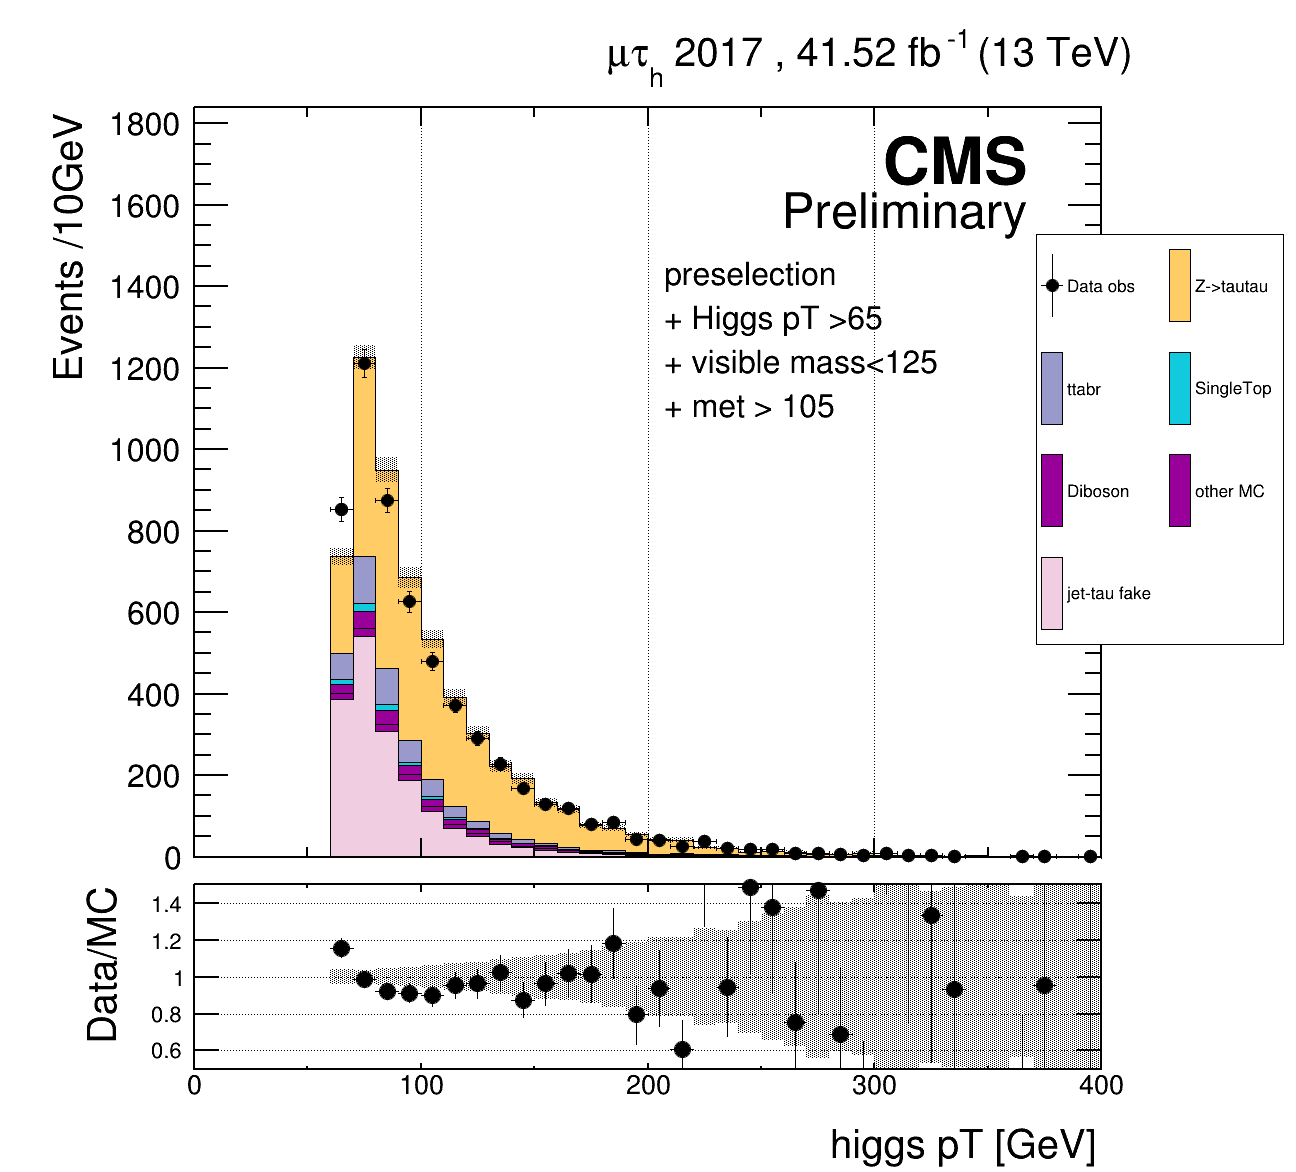 μτh 2017 , 41.52 fb-1 (13 TeV)
Events /10GeV
1800
1600
1400
1200
1000
800
600
400
200
0
CMS
Preliminary
preselection
+ Higgs pT >65
+ visible mass<125
+ met > 105
Data obs
Z->tautau
ttabr
SingleTop
Diboson
other MC
jet-tau fake
Data/MC
1.4
1.2
1
0.8
0.6
0
100
200
300
400
higgs pT [GeV]